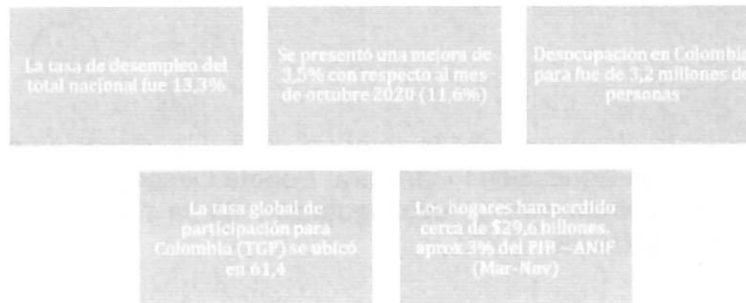 La tasa de desempleo del
total nacional fue 13,3%
Se presentó una mejora de
3,5% con respecto al mes
de octubre 2020 (11,6%)
Desocupación en Colombia
para fue de 3,2 millones de
personas
La tasa global de
participación para
Colombia (TGP) se ubicó
en 61,4
Los hogares han perdido
cerca de $29,6 billones,
aprox 3% del PIB – ANIF
(Mar-Nov)